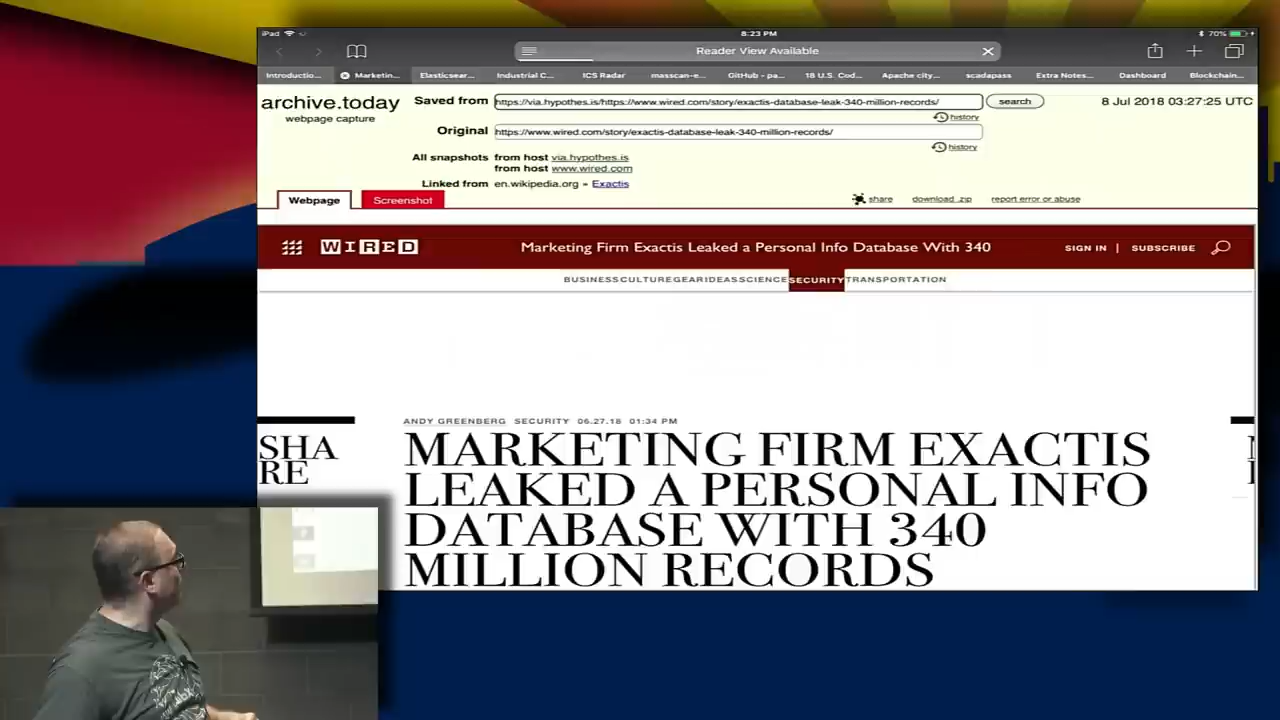 iPad
8:23 PM
70%
Reader View Available
Introductio...
Marketin...
Elasticsear...
Industrial C...
ICS Radar
masscan-e...
GitHub - pa...
18 U.S. Cod...
Apache city...
scadapass
Extra Notes...
Dashboard
Blockchain...
archive.today
webpage capture
Saved from
https://via.hypothes.is/https://www.wired.com/story/exactis-database-leak-340-million-records/
search
8 Jul 2018 03:27:25 UTC
history
Original
https://www.wired.com/story/exactis-database-leak-340-million-records/
history
All snapshots from host via.hypothes.is
from host www.wired.com
Linked from en.wikipedia.org » Exactis
Webpage
Screenshot
share
download .zip
report error or abuse
WIRED
Marketing Firm Exactis Leaked a Personal Info Database With 340
SIGN IN | SUBSCRIBE
BUSINESSCULTUREGEARIDEASSCIENCESECURITYTRANSPORTATION
ANDY GREENBERG SECURITY 06.27.18 01:34 PM
SHA
RE
MARKETING FIRM EXACTIS
LEAKED A PERSONAL INFO
DATABASE WITH 340
MILLION RECORDS